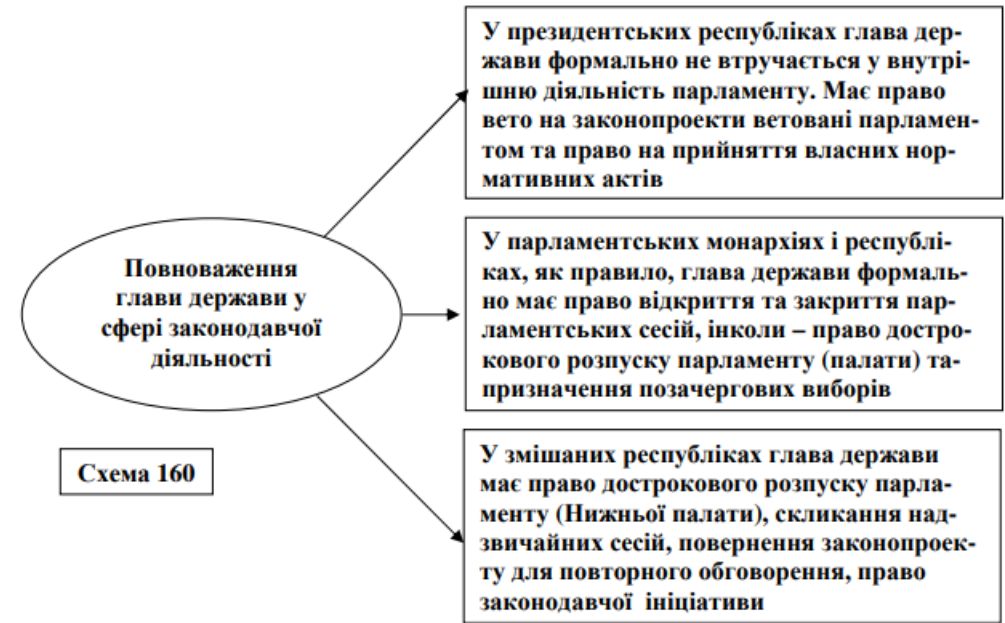 У президентських республіках глава дер-
жави формально не втручається у внутрі-
шню діяльність парламенту. Має право
вето на законопроекти ветовані парламен-
том та право на прийняття власних нор-
мативних актів
Повноваження
глави держави у
сфері законодавчої
діяльності
У парламентських монархіях і республі-
ках, як правило, глава держави формаль-
но має право відкриття та закриття пар-
ламентських сесій, інколи – право достро-
кового розпуску парламенту (палати) та-
призначення позачергових виборів
Схема 160
У змішаних республіках глава держави
має право дострокового розпуску парла-
менту (Нижньої палати), скликання над-
звичайних сесій, повернення законопроек-
ту для повторного обговорення, право
законодавчої ініціативи